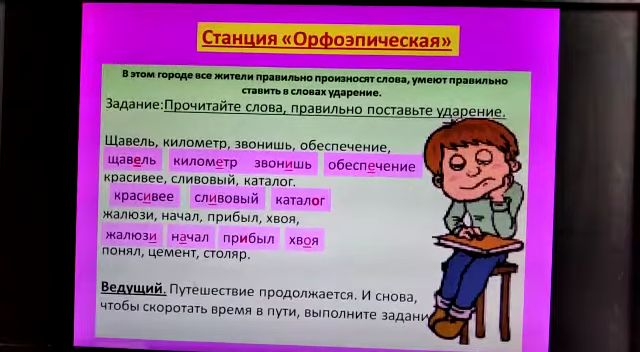 Станция «Орфоэпическая»
В этом городе все жители правильно произносят слова, умеют правильно
ставить в словах ударение.
Задание:Прочитайте слова, правильно поставьте ударение.
Щавель, километр, звонишь, обеспечение,
щавель километр звонишь обеспечение
красивее, сливовый, каталог.
красивее сливовый каталог
жалюзи, начал, прибыл, хвоя,
жалюзи начал прибыл хвоя
понял, цемент, столяр.
Ведущий. Путешествие продолжается. И снова,
чтобы скоротать время в пути, выполните задани